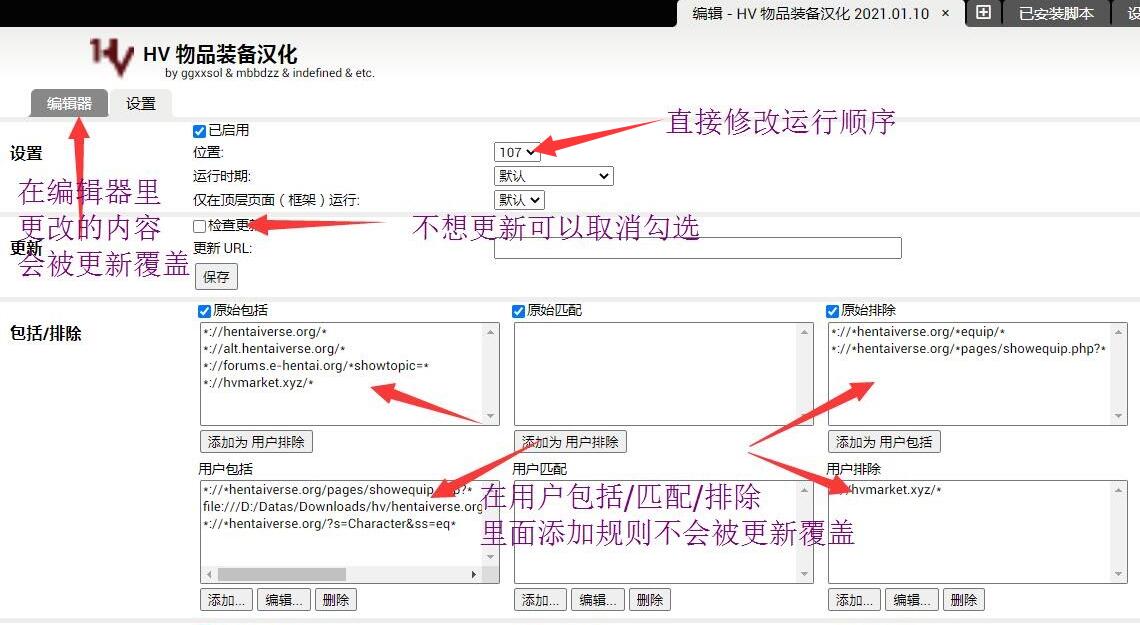 编辑 - HV 物品装备汉化 2021.01.10 ×
已安装脚本
HV 物品装备汉化
by ggxxsol & mbbdzz & indefined & etc.
编辑器
设置
直接修改运行顺序
设置
已启用
位置:
107
运行时期:
默认
仅在顶层页面（框架）运行:
默认
在编辑器里
更改的内容
会被更新覆盖
更新
检查更新
不想更新可以取消勾选
更新 URL:
保存
包括/排除
原始包括
*://hentaiverse.org/*
*://alt.hentaiverse.org/*
*://forums.e-hentai.org/*showtopic=*
*://hvmarket.xyz/*
添加为 用户排除
原始匹配
添加为 用户排除
原始排除
*://*hentaiverse.org/*equip/*
*://*hentaiverse.org/*pages/showequip.php?*
添加为 用户包括
用户包括
*://*hentaiverse.org/pages/showequip.php?*
file:///D:/Datas/Downloads/hv/hentaiverse.org
*://*hentaiverse.org/?s=Character&ss=eq*
添加... 编辑... 删除
用户匹配
在用户包括/匹配/排除
里面添加规则不会被更新覆盖
添加... 编辑... 删除
用户排除
hvmarket.xyz/*
添加... 编辑... 删除